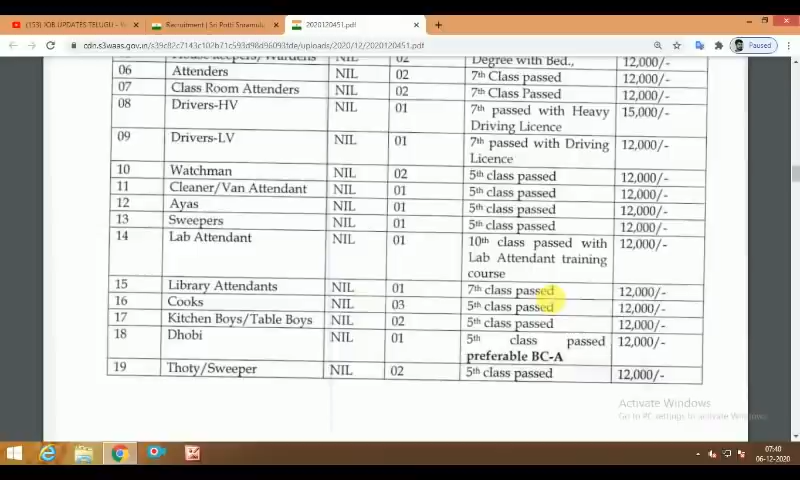 (153) JOB UPDATES TELUGU -
Recruitment | Sri Potti Sreeramulu
2020120451.pdf
cdn.s3waas.gov.in/s39c82c7143c102b71c593d98d96093fde/uploads/2020/12/2020120451.pdf
Paused
House Keepers/Wardens NIL 02 Degree with Bed., 12,000/-
06 Attenders NIL 02 7th Class passed 12,000/-
07 Class Room Attenders NIL 02 7th Class Passed 12,000/-
08 Drivers-HV NIL 01 7th passed with Heavy 15,000/-
Driving Licence
09 Drivers-LV NIL 01 7th passed with Driving 12,000/-
Licence
10 Watchman NIL 02 5th class passed 12,000/-
11 Cleaner/Van Attendant NIL 01 5th class passed 12,000/-
12 Ayas NIL 01 5th class passed 12,000/-
13 Sweepers NIL 01 5th class passed 12,000/-
14 Lab Attendant NIL 01 10th class passed with 12,000/-
Lab Attendant training
course
15 Library Attendants NIL 01 7th class passed 12,000/-
16 Cooks NIL 03 5th class passed 12,000/-
17 Kitchen Boys/Table Boys NIL 02 5th class passed 12,000/-
18 Dhobi NIL 01 5th class passed 12,000/-
preferable BC-A
19 Thoty/Sweeper NIL 02 5th class passed 12,000/-
Activate Windows
Go to PC settings to activate Windows.
07:40
06-12-2020